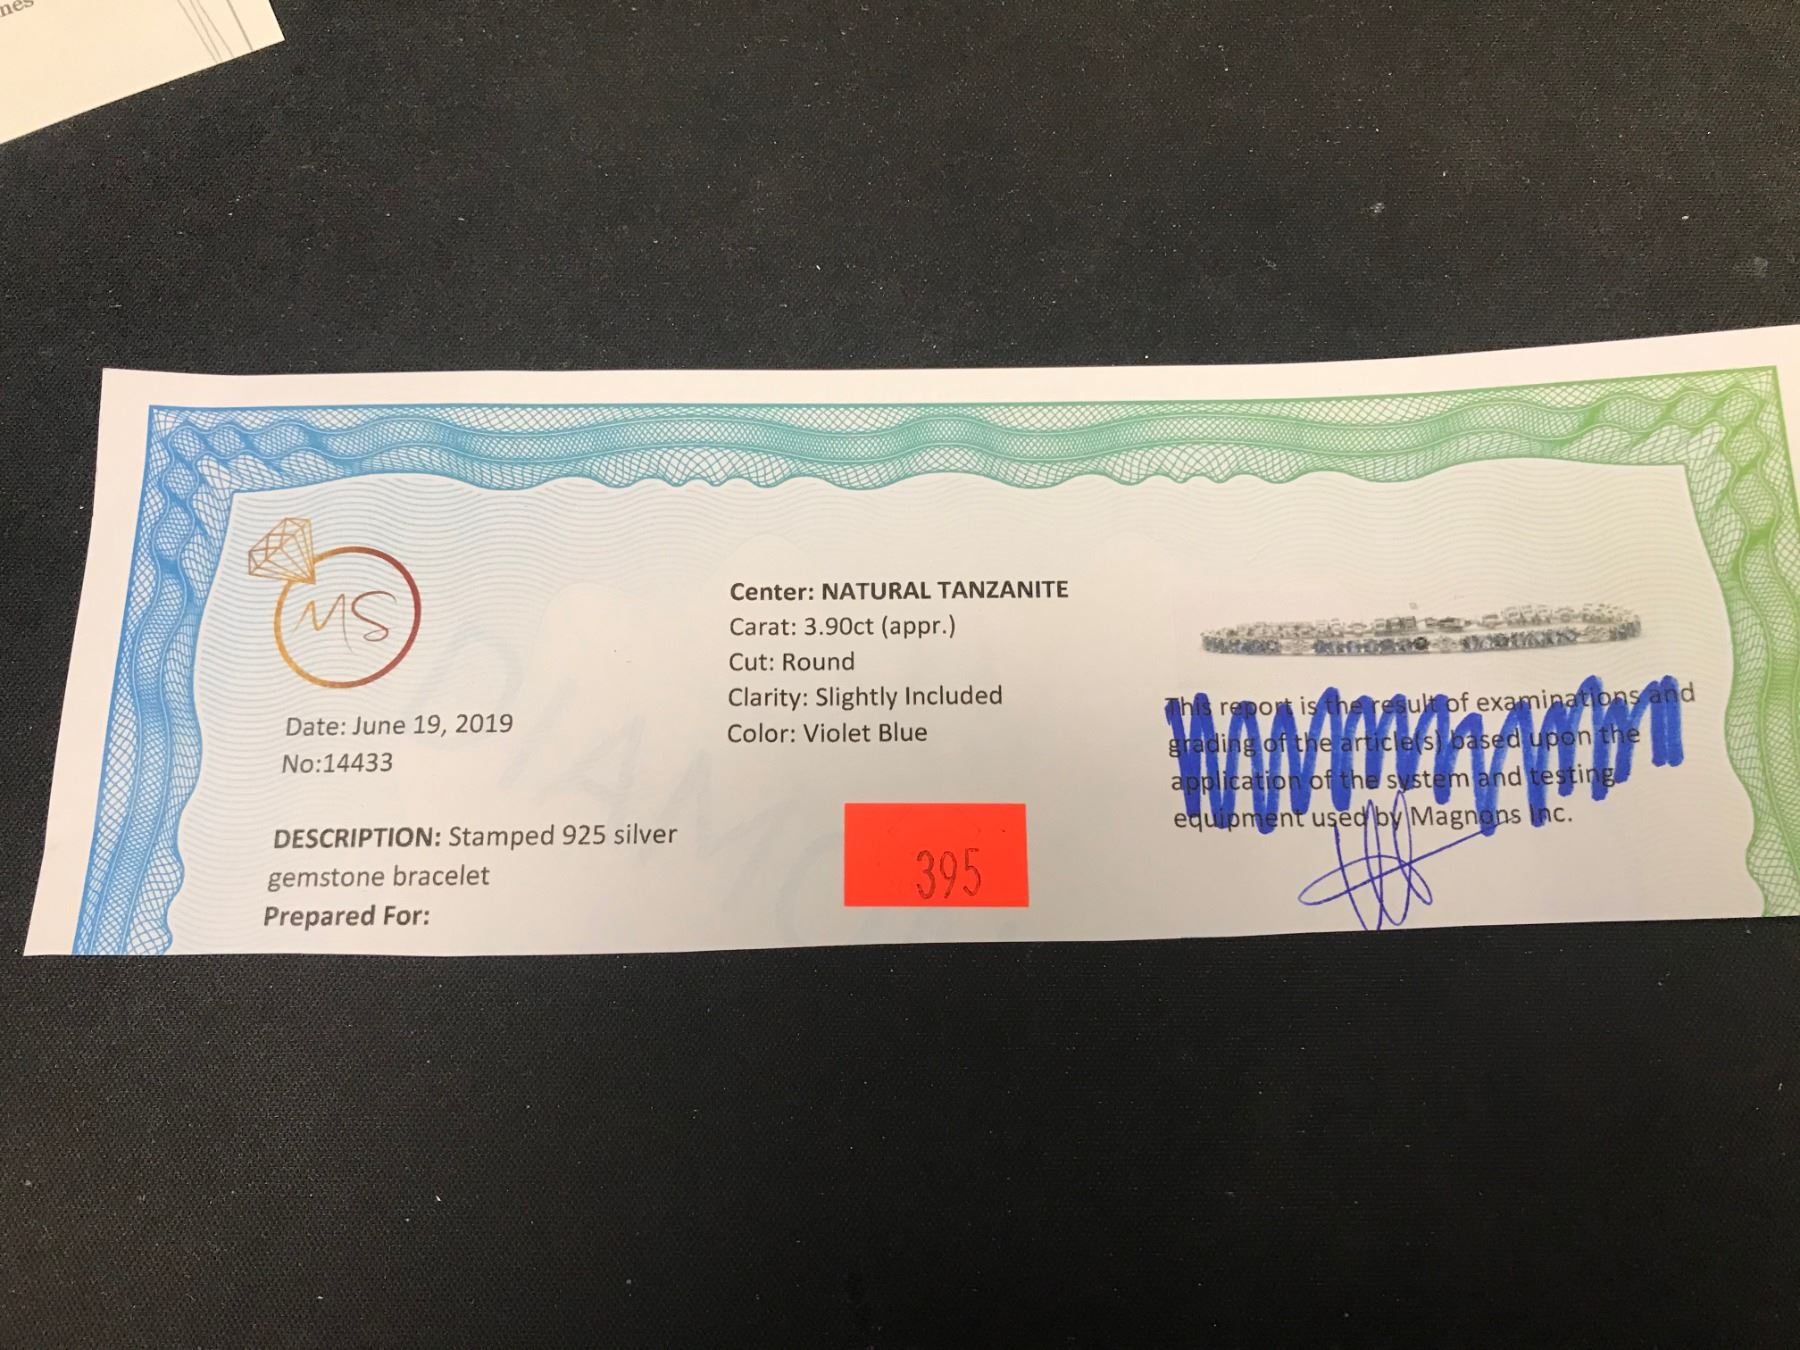 nes
MS
Date: June 19, 2019
No:14433
DESCRIPTION: Stamped 925 silver
gemstone bracelet
Prepared For:
Center: NATURAL TANZANITE
Carat: 3.90ct (appr.)
Cut: Round
Clarity: Slightly Included
Color: Violet Blue
395
This report is the result of examinations and
grading of the article(s) based upon the
application of the system and testing
equipment used by Magnons Inc.